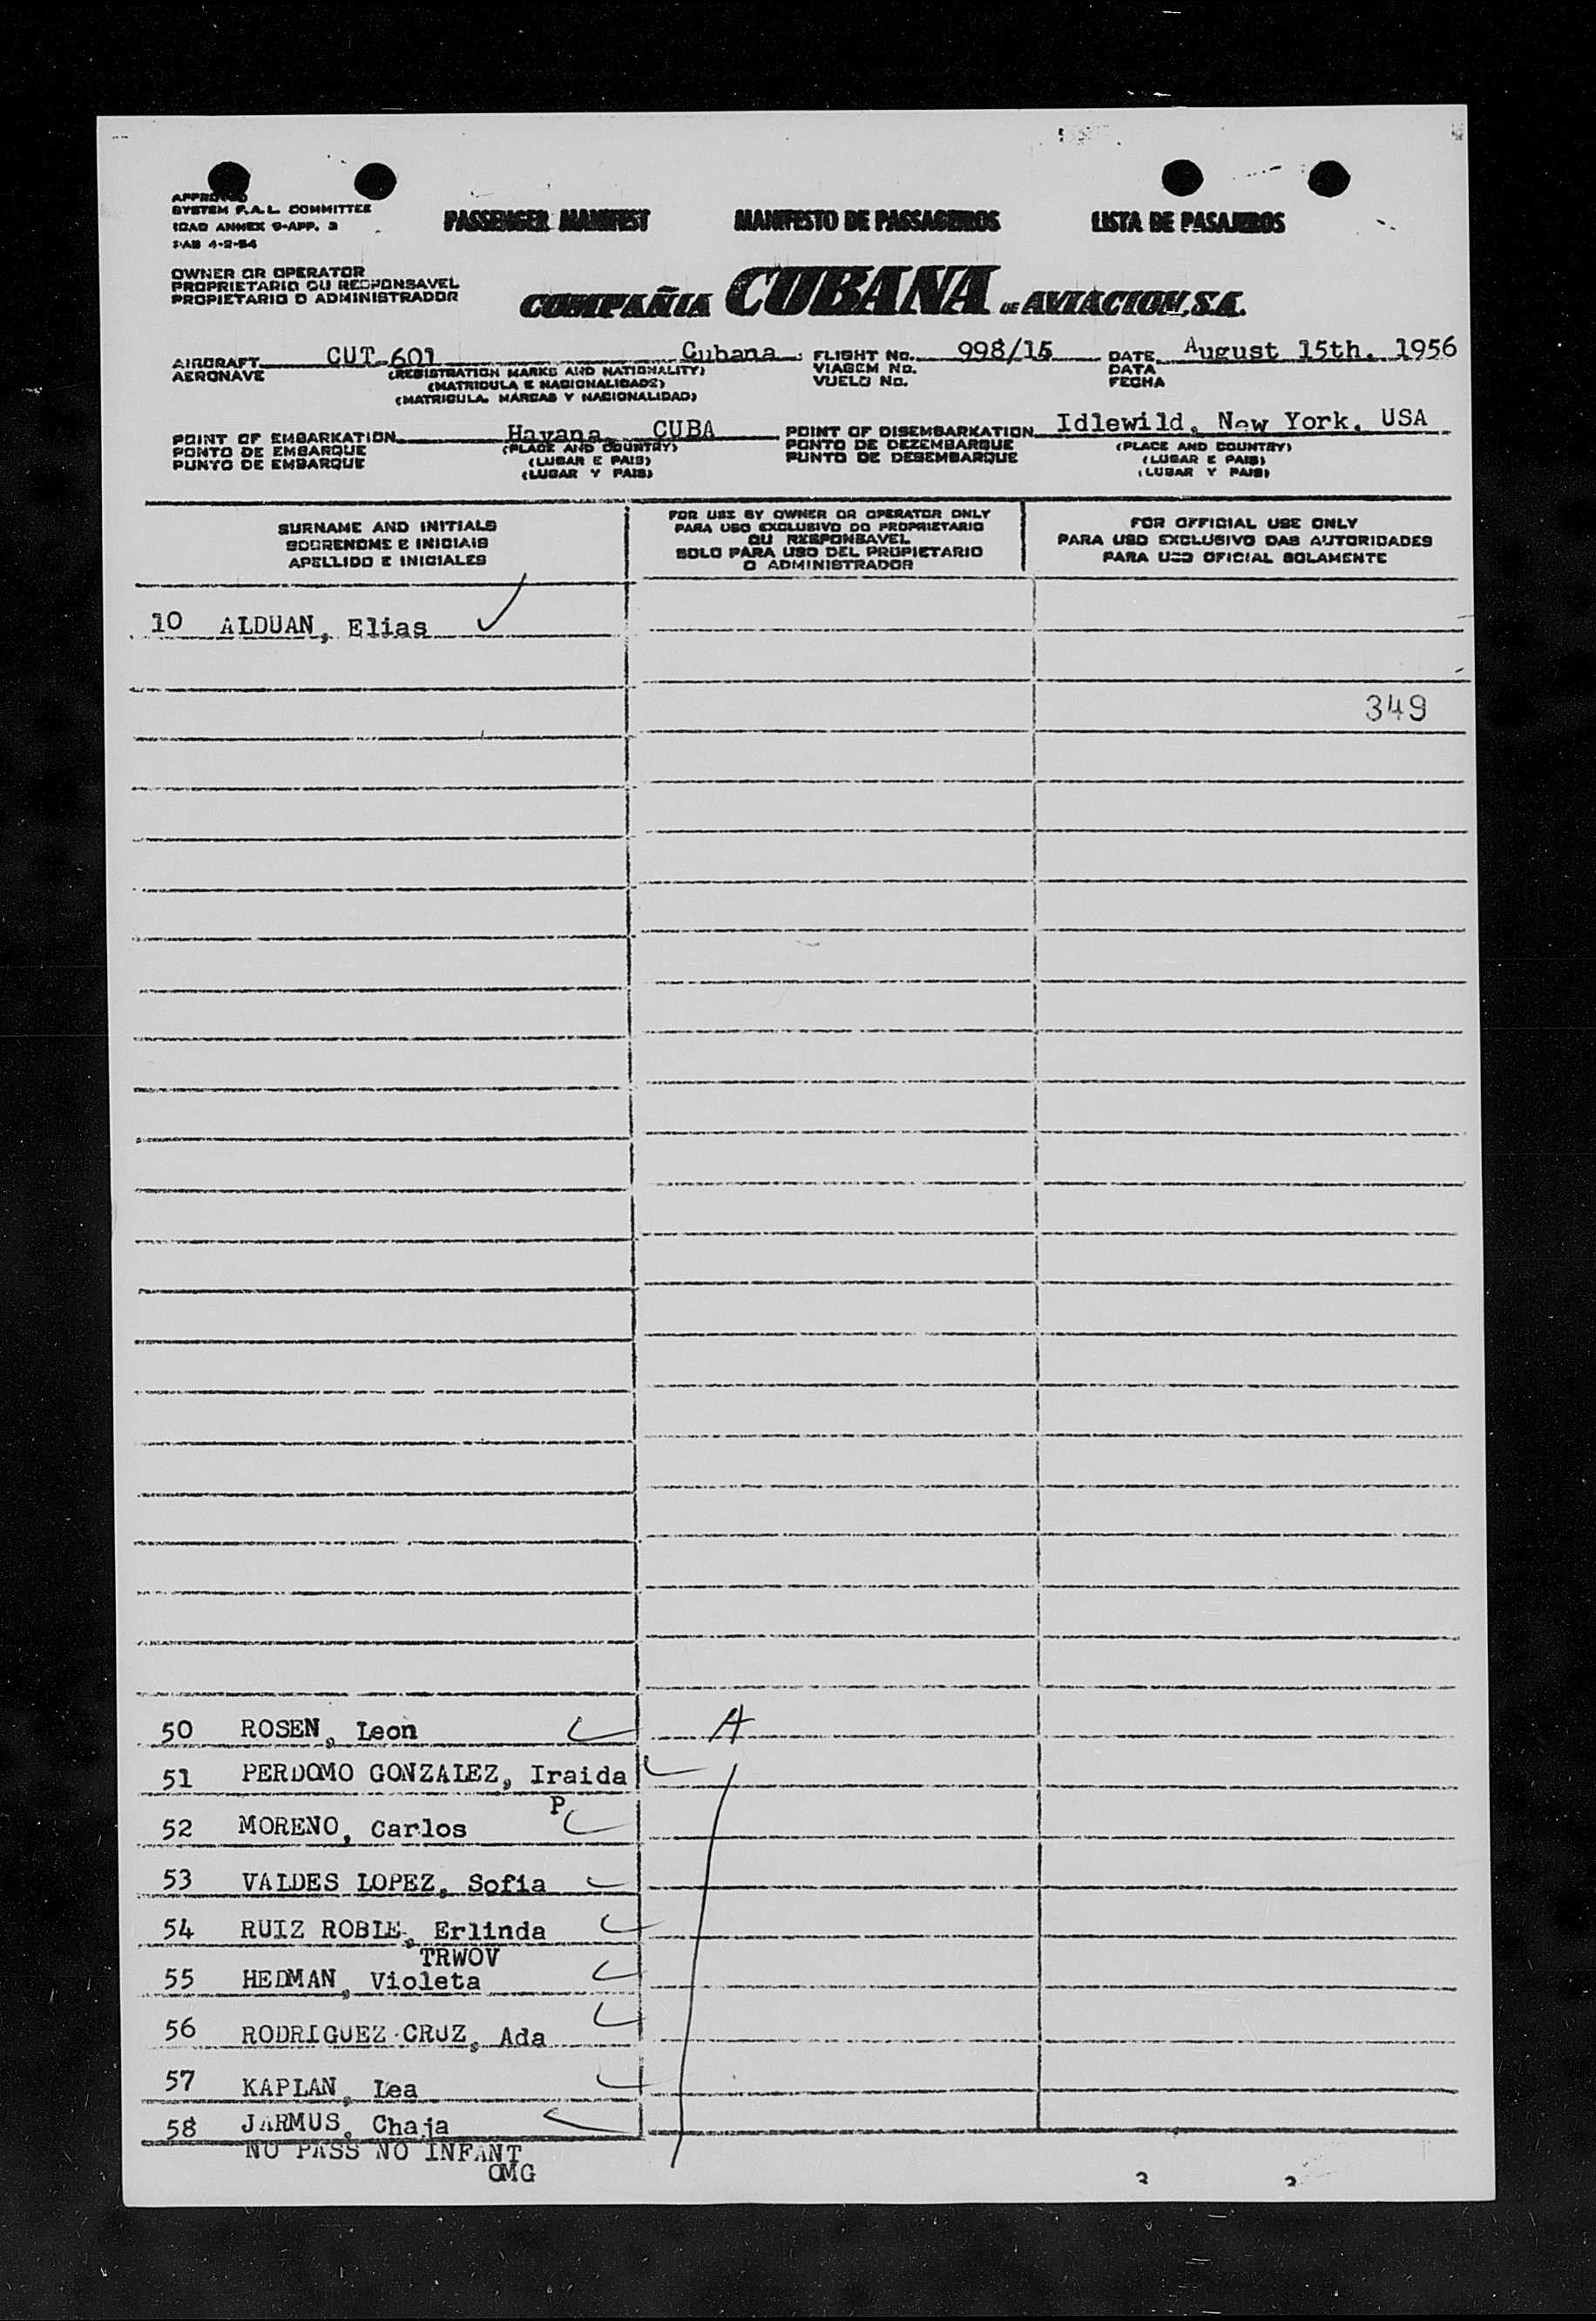 APPROVED
SYSTEM F.A.L. COMMITTEE
ICAO ANNEX 9-APP. 3
4-2-54
PASSENGER MANIFEST MANIFESTO DE PASSAGEIROS LISTA DE PASAJEROS
OWNER OR OPERATOR
PROPRIETARIO OU RESPONSAVEL
PROPIETARIO O ADMINISTRADOR
COMPAÑIA CUBANA DE AVIACION, S.A.
AIRCRAFT CUT-601 Cubana FLIGHT No. 998/15 DATE August 15th. 1956
AERONAVE (REGISTRATION MARKS AND NATIONALITY) VIAGEM No. DATA
(MATRICULA E NACIONALIDADE) VUELO No. FECHA
(MATRICULA, MARCAS Y NACIONALIDAD)
POINT OF EMBARKATION Havana, CUBA POINT OF DISEMBARKATION Idlewild, New York, USA
PONTO DE EMBARQUE (PLACE AND COUNTRY) PONTO DE DEZEMBARQUE (PLACE AND COUNTRY)
PUNTO DE EMBARQUE (LUGAR E PAIS) PUNTO DE DESEMBARQUE (LUGAR E PAIS)
(LUGAR Y PAIS) (LUGAR Y PAIS)
SURNAME AND INITIALS
SOBRENOME E INICIAIS
APELLIDO E INICIALES
FOR USE BY OWNER OR OPERATOR ONLY
PARA USO EXCLUSIVO DO PROPRIETARIO
OU RESPONSAVEL
SOLO PARA USO DEL PROPIETARIO
O ADMINISTRADOR
FOR OFFICIAL USE ONLY
PARA USO EXCLUSIVO DAS AUTORIDADES
PARA USO OFICIAL SOLAMENTE
10 ALDUAN, Elias
349
50 ROSEN, Leon A
51 PERDOMO GONZALEZ, Iraida
P
52 MORENO, Carlos
53 VALDES LOPEZ, Sofia
54 RUIZ ROBLE, Erlinda
TRWOV
55 HEDMAN, Violeta
56 RODRIGUEZ CRUZ, Ada
57 KAPLAN, Lea
58 JARMUS, Chaja
NO PASS NO INFANT
OMG